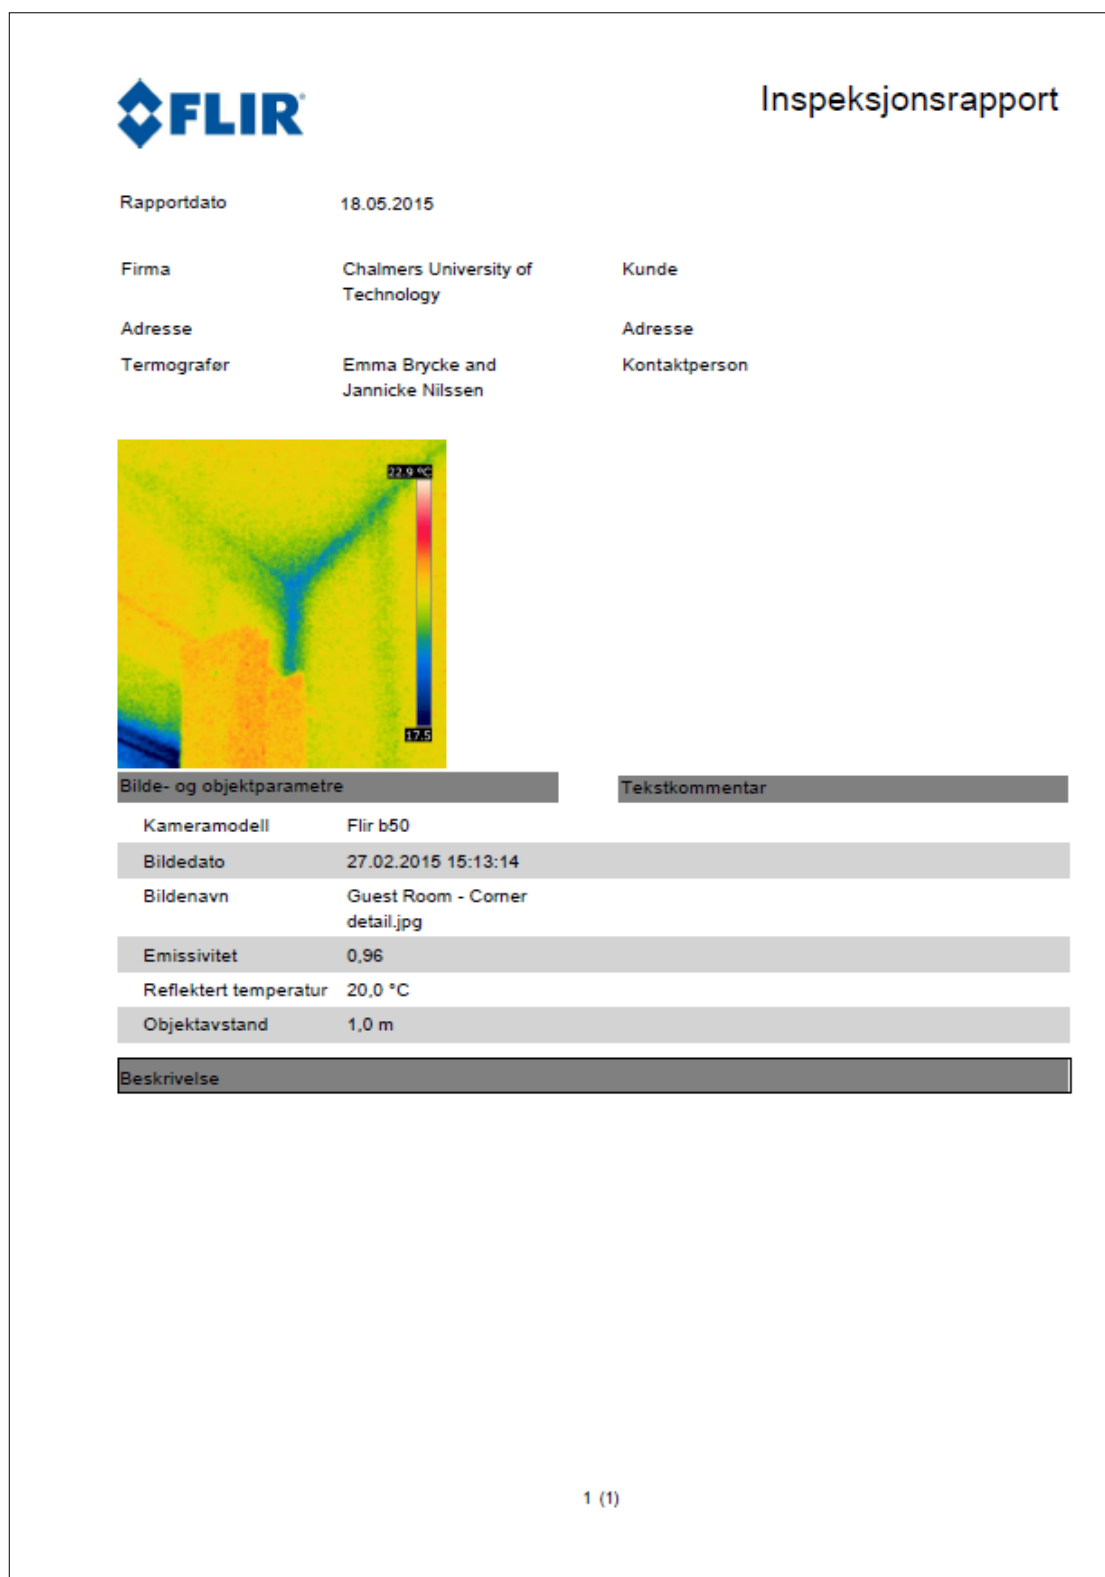 FLIR
Inspeksjonsrapport
Rapportdato 18.05.2015
Firma Chalmers University of Kunde
Technology
Adresse Adresse
Termografør Emma Brycke and Kontaktperson
Jannicke Nilssen
22.9 °C
17.5
Bilde- og objektparametre Tekstkommentar
Kameramodell Flir b50
Bildedato 27.02.2015 15:13:14
Bildenavn Guest Room - Corner
detail.jpg
Emissivitet 0,96
Reflektert temperatur 20,0 °C
Objektavstand 1,0 m
Beskrivelse
1 (1)